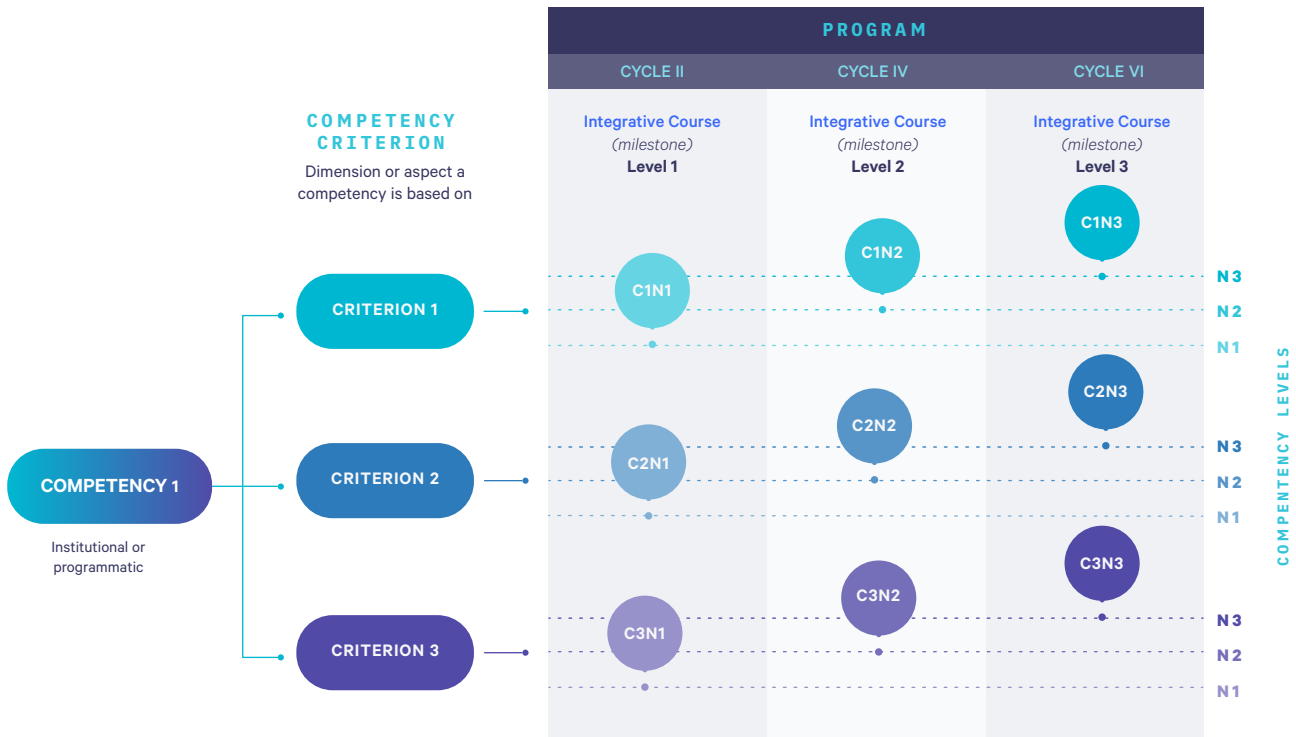 PROGRAM
CYCLE II
CYCLE IV
CYCLE VI
COMPETENCY
CRITERION
Dimension or aspect a
competency is based on
Integrative Course
(milestone)
Level 1
Integrative Course
(milestone)
Level 2
Integrative Course
(milestone)
Level 3
CRITERION 1
C1N1
C1N2
C1N3
N3
N2
N1
COMPETENCY 1
Institutional or
programmatic
CRITERION 2
C2N1
C2N2
C2N3
N3
N2
N1
CRITERION 3
C3N1
C3N2
C3N3
N3
N2
N1
COMPENTENCY LEVELS